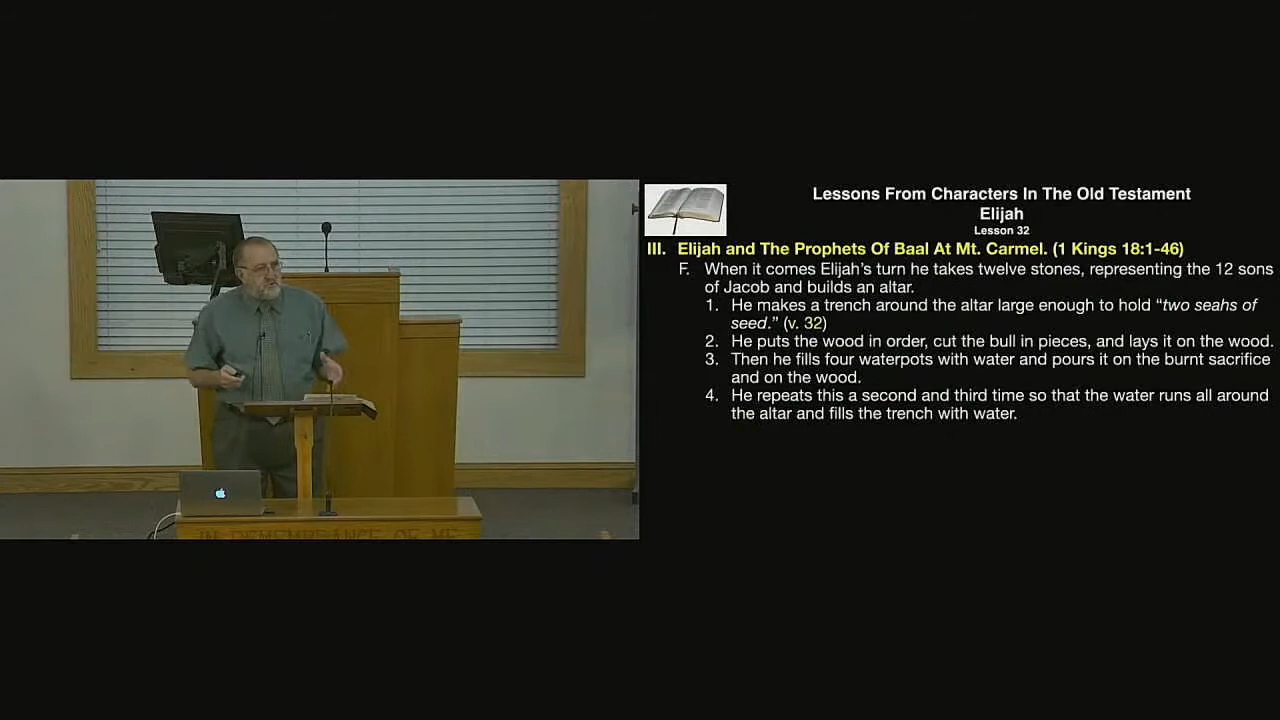 Lessons From Characters In The Old Testament
Elijah
Lesson 32
III. Elijah and The Prophets Of Baal At Mt. Carmel. (1 Kings 18:1-46)
F. When it comes Elijah's turn he takes twelve stones, representing the 12 sons
of Jacob and builds an altar.
1. He makes a trench around the altar large enough to hold “two seahs of
seed.” (v. 32)
2. He puts the wood in order, cut the bull in pieces, and lays it on the wood.
3. Then he fills four waterpots with water and pours it on the burnt sacrifice
and on the wood.
4. He repeats this a second and third time so that the water runs all around
the altar and fills the trench with water.
IN REMEMBRANCE OF ME